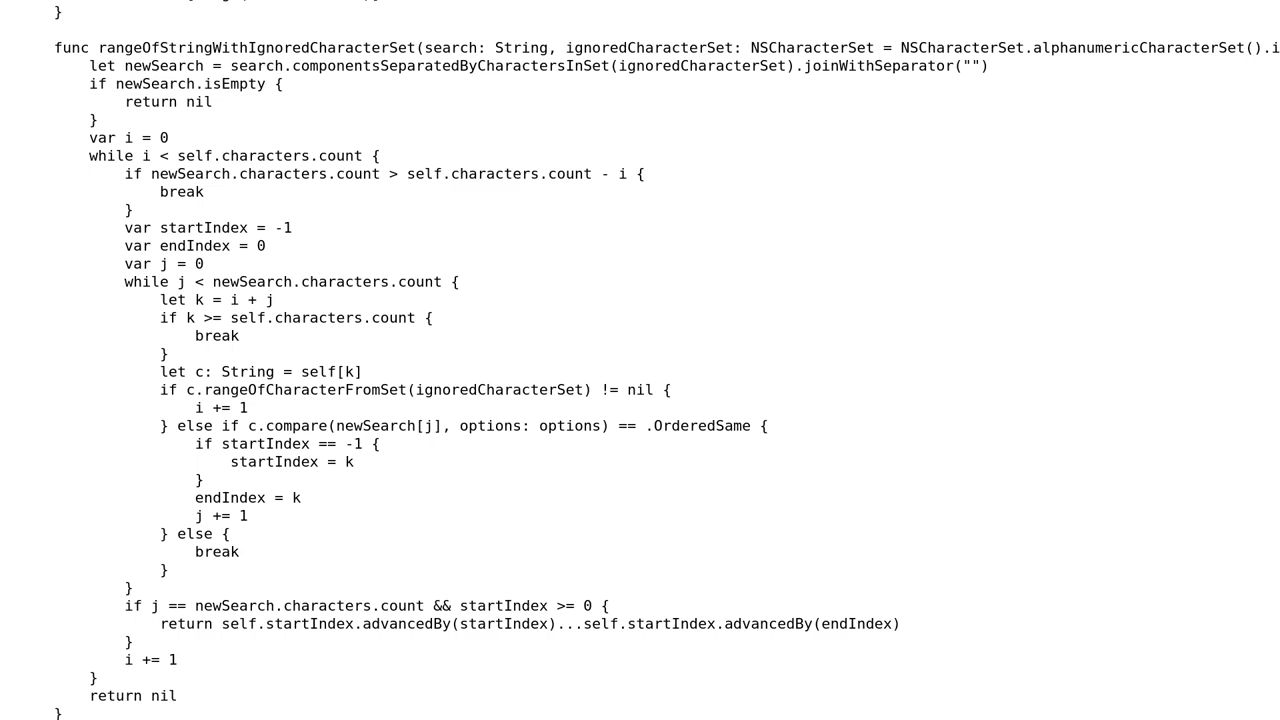 }
func rangeOfStringWithIgnoredCharacterSet(search: String, ignoredCharacterSet: NSCharacterSet = NSCharacterSet.alphanumericCharacterSet().i
let newSearch = search.componentsSeparatedByCharactersInSet(ignoredCharacterSet).joinWithSeparator("")
if newSearch.isEmpty {
return nil
}
var i = 0
while i < self.characters.count {
if newSearch.characters.count > self.characters.count - i {
break
}
var startIndex = -1
var endIndex = 0
var j = 0
while j < newSearch.characters.count {
let k = i + j
if k >= self.characters.count {
break
}
let c: String = self[k]
if c.rangeOfCharacterFromSet(ignoredCharacterSet) != nil {
i += 1
} else if c.compare(newSearch[j], options: options) == .OrderedSame {
if startIndex == -1 {
startIndex = k
}
endIndex = k
j += 1
} else {
break
}
}
if j == newSearch.characters.count && startIndex >= 0 {
return self.startIndex.advancedBy(startIndex)...self.startIndex.advancedBy(endIndex)
}
i += 1
}
return nil
}